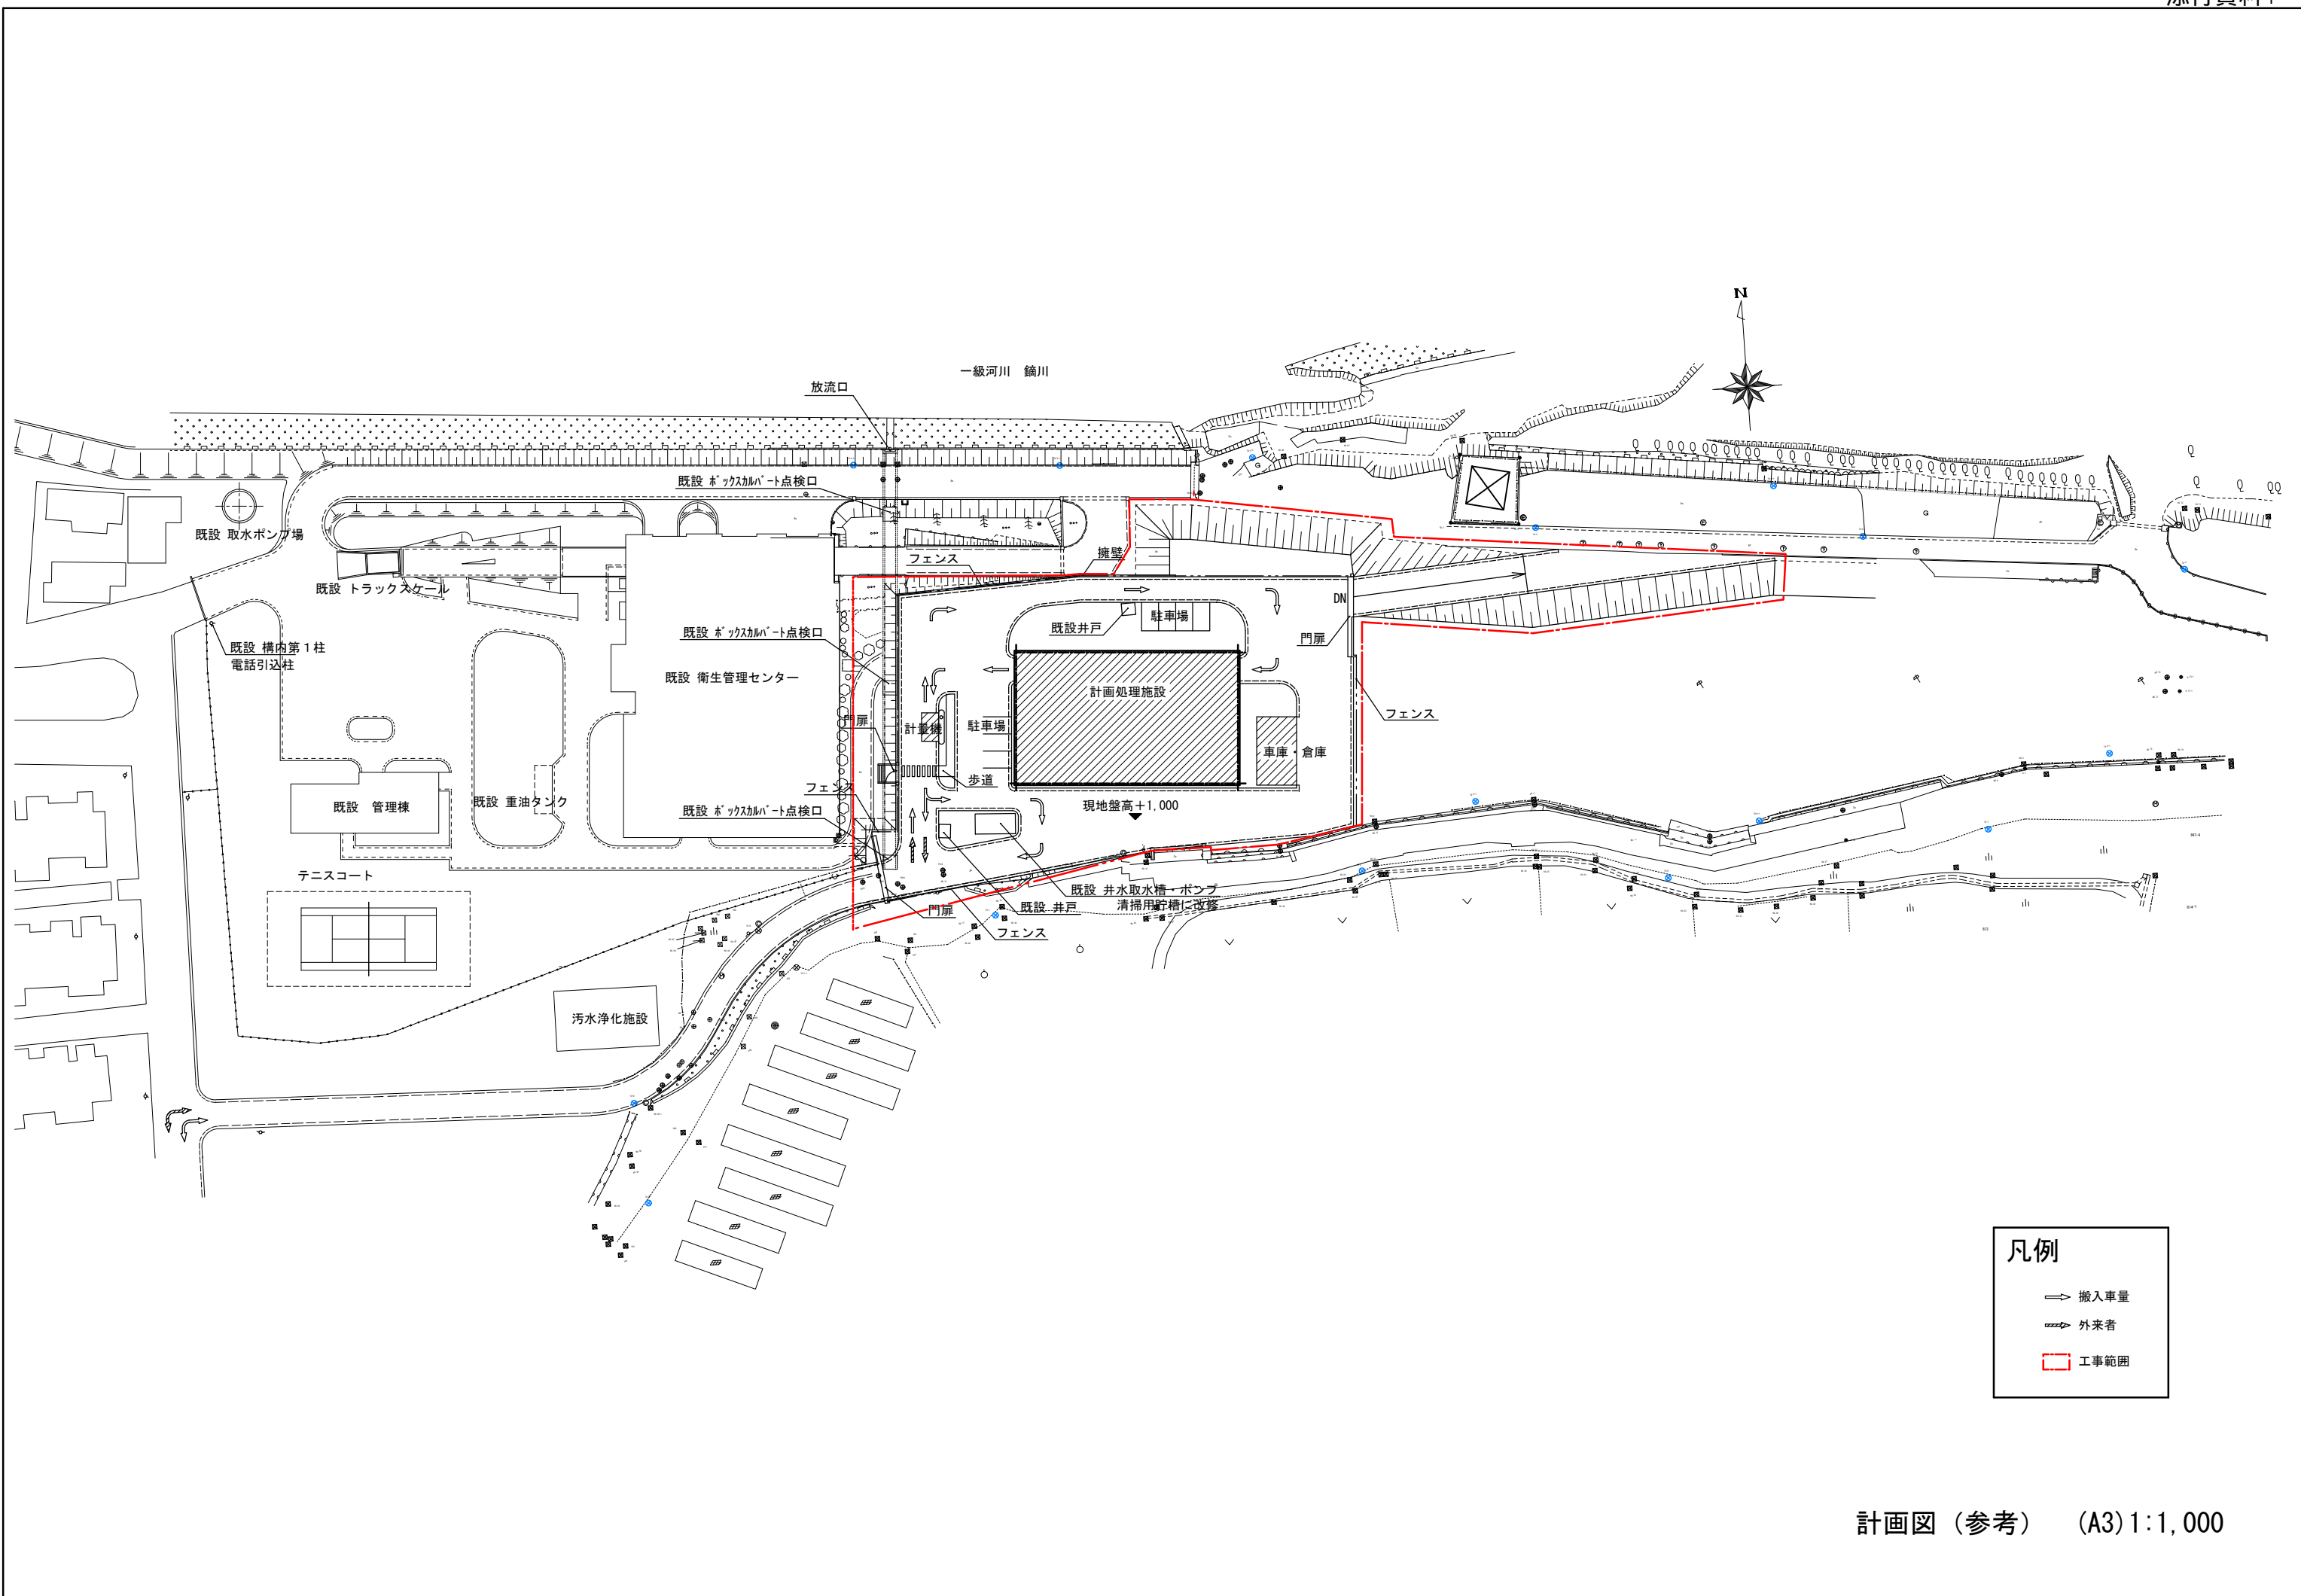 N
一級河川　鏑川
放流口
既設 ﾎﾞｯｸｽｶﾙﾊﾞｰﾄ点検口
既設 取水ポンプ場
フェンス
擁壁
既設 トラックスケール
DN
既設井戸
駐車場
既設 ﾎﾞｯｸｽｶﾙﾊﾞｰﾄ点検口
門扉
既設 構内第１柱
電話引込柱
既設 衛生管理センター
計画処理施設
フェンス
門扉
計量機
駐車場
車庫・倉庫
歩道
フェンス
既設　管理棟
既設 重油タンク
既設 ﾎﾞｯｸｽｶﾙﾊﾞｰﾄ点検口
現地盤高＋1,000
テニスコート
既設 井水取水槽・ポンプ
清掃用貯槽に改修
既設 井戸
門扉
フェンス
汚水浄化施設
凡例
搬入車量
外来者
工事範囲
計画図（参考）　(A3)1:1,000